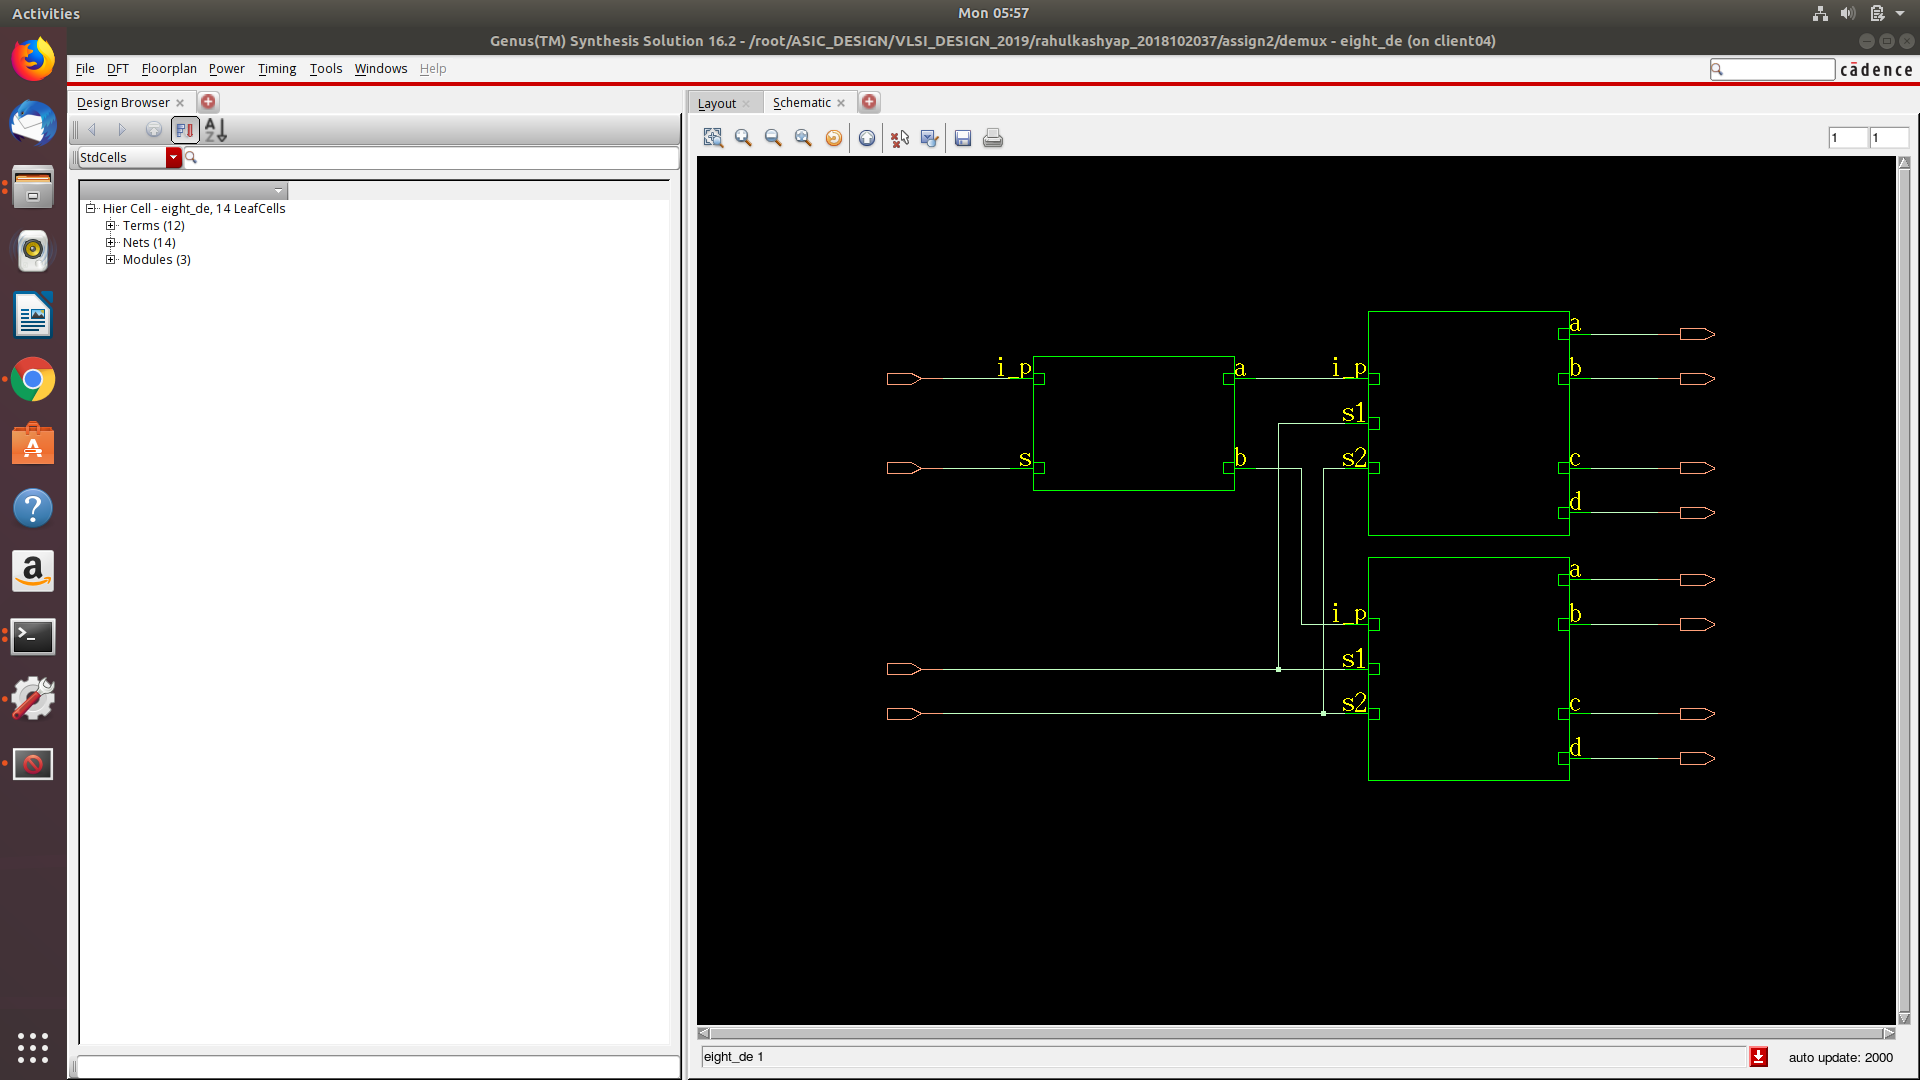 Activities
Mon 05:57
Genus(TM) Synthesis Solution 16.2 - /root/ASIC_DESIGN/VLSI_DESIGN_2019/rahulkashyap_2018102037/assign2/demux - eight_de (on client04)
File DFT Floorplan Power Timing Tools Windows Help
cādence
Design Browser
Layout
Schematic
A
Z
1
1
StdCells
Hier Cell - eight_de, 14 LeafCells
Terms (12)
Nets (14)
Modules (3)
i_p
a
s
b
i_p
a
s1
b
s2
c
d
i_p
a
s1
b
s2
c
d
eight_de 1
auto update: 2000